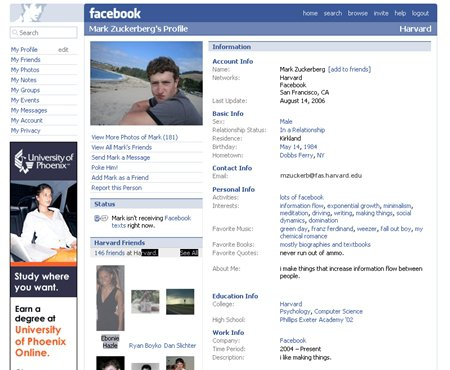 facebook
home search browse invite help logout
Mark Zuckerberg's Profile Harvard
Search
My Profile edit
My Friends
My Photos
My Notes
My Groups
My Events
My Messages
My Account
My Privacy
University of
Phoenix
Study where
you want.
Earn a
degree at
University
of Phoenix
Online.
View More Photos of Mark (181)
View All Mark's Friends
Send Mark a Message
Poke Him!
Add Mark as a Friend
Report this Person
Status
Mark isn't receiving Facebook
texts right now.
Harvard Friends
146 friends at Harvard. See All
Ebonie
Hazle
Ryan Boyko
Dan Slichter
Information
Account Info
Name: Mark Zuckerberg [add to friends]
Networks: Harvard
Facebook
San Francisco, CA
Last Update: August 14, 2006
Basic Info
Sex: Male
Relationship Status: In a Relationship
Residence: Kirkland
Birthday: May 14, 1984
Hometown: Dobbs Ferry, NY
Contact Info
Email: mzuckerb@fas.harvard.edu
Personal Info
Activities: lots of facebook
Interests: information flow, exponential growth, minimalism,
meditation, driving, writing, making things, social
dynamics, domination
Favorite Music: green day, franz ferdinand, weezer, fall out boy, my
chemical romance
Favorite Books: mostly biographies and textbooks
Favorite Quotes: never run out of ammo.
About Me: i make things that increase information flow between
people.
Education Info
College: Harvard
Psychology, Computer Science
High School: Phillips Exeter Academy '02
Work Info
Company: Facebook
Time Period: 2004 – Present
Description: i like making things.